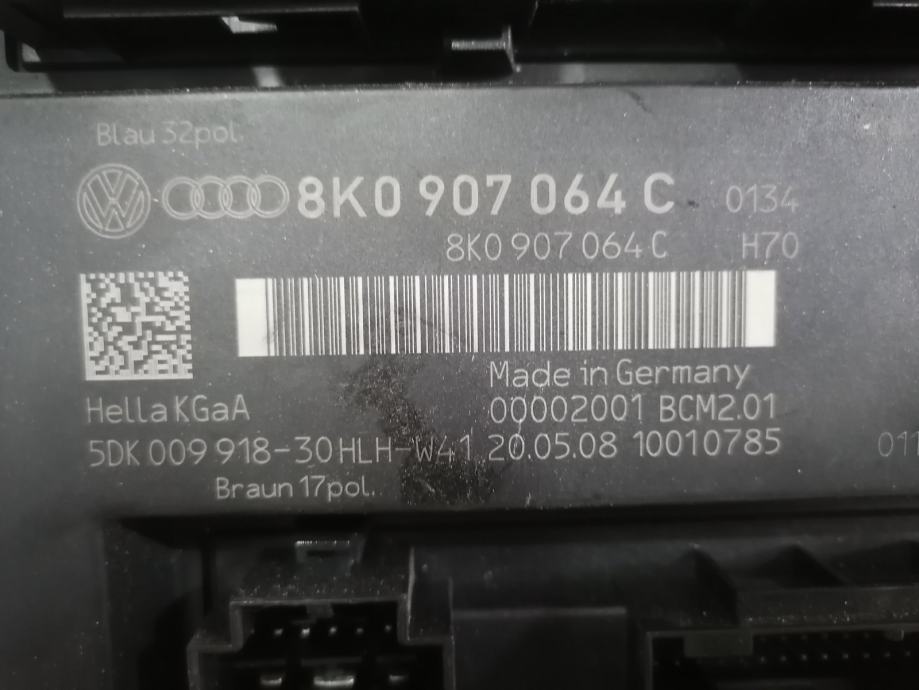 Blau 32pol.
8K0 907 064 C 0134
8K0 907 064 C H70
Made in Germany
Hella KGaA 00002001 BCM2.01
5DK 009 918-30 HLH-W41 20.05.08 10010785
Braun 17pol.